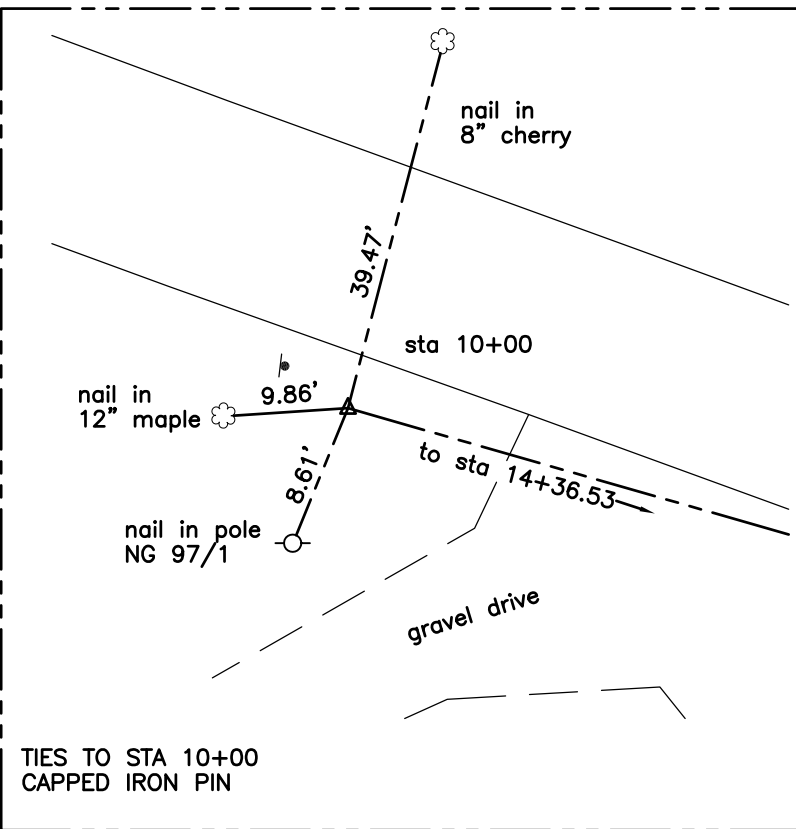 nail in
8” cherry
39.47’
sta 10+00
9.86’
nail in
12” maple
to sta 14+36.53
8.61’
nail in pole
NG 97/1
gravel drive
TIES TO STA 10+00
CAPPED IRON PIN